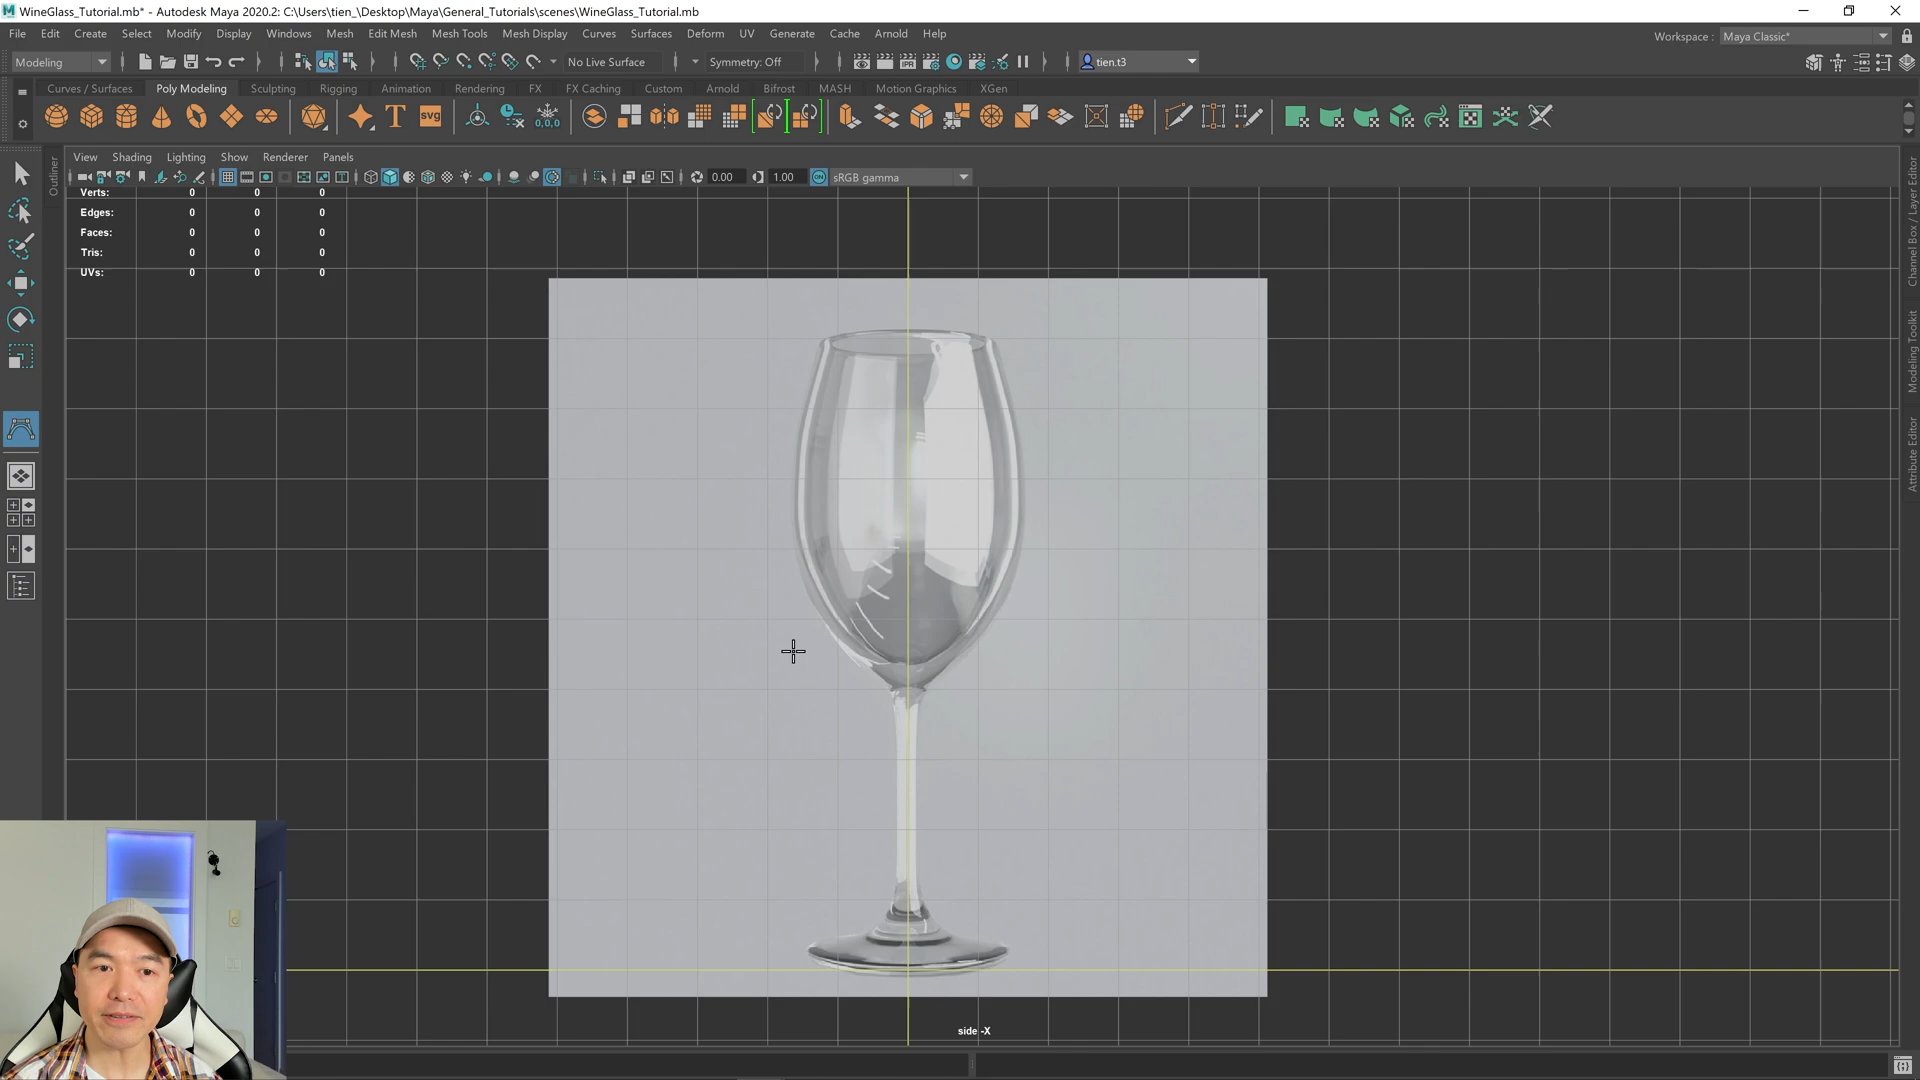 WineGlass_Tutorial.mb* - Autodesk Maya 2020.2: C:\Users\tien_\Desktop\Maya\General_Tutorials\scenes\WineGlass_Tutorial.mb
File Edit Create Select Modify Display Windows Mesh Edit Mesh Mesh Tools Mesh Display Curves Surfaces Deform UV Generate Cache Arnold Help
Workspace : Maya Classic*
Modeling No Live Surface Symmetry: Off tien.t3
Curves / Surfaces Poly Modeling Sculpting Rigging Animation Rendering FX FX Caching Custom Arnold Bifrost MASH Motion Graphics XGen
T svg 0,0,0
View Shading Lighting Show Renderer Panels
0.00 1.00 ON sRGB gamma
Outliner
Verts: 0 0 0
Edges: 0 0 0
Faces: 0 0 0
Tris: 0 0 0
UVs: 0 0 0
Channel Box / Layer Editor
Modeling Toolkit
Attribute Editor
side -X